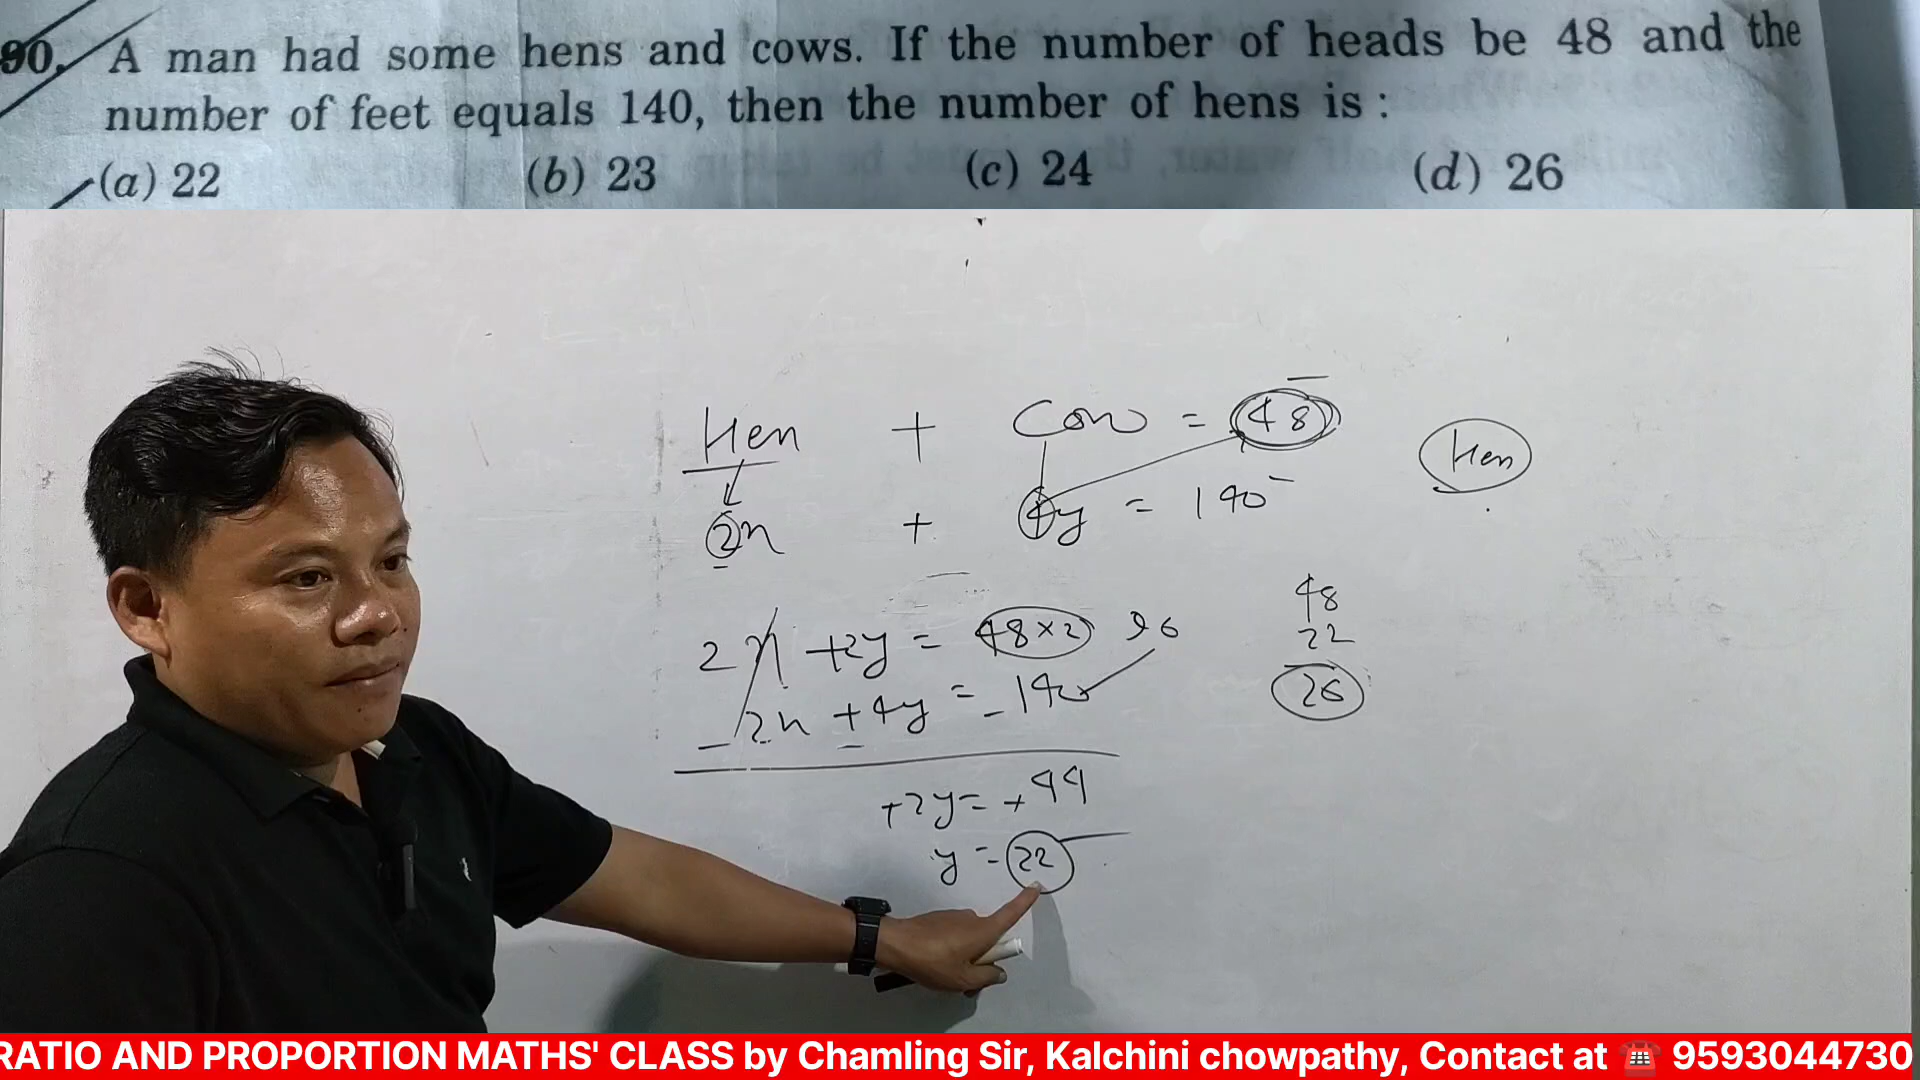 90. A man had some hens and cows. If the number of heads be 48 and the
number of feet equals 140, then the number of hens is :
(a) 22 (b) 23 (c) 24 (d) 26
Hen + Cow = 48
Hen
2x + 4y = 140
2x + 2y = 48 × 2 96
2x + 4y = 140
48
22
26
+2y = +44
y = 22
RATIO AND PROPORTION MATHS' CLASS by Chamling Sir, Kalchini chowpathy, Contact at ☎️ 9593044730